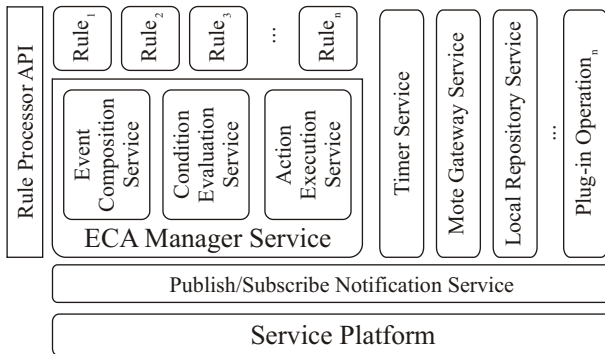 Rule Processor API
Rule1
Rule2
Rule3
...
Rulen
Event
Composition
Service
Condition
Evaluation
Service
Action
Execution
Service
ECA Manager Service
Timer Service
Mote Gateway Service
Local Repository Service
...
Plug-in Operationn
Publish/Subscribe Notification Service
Service Platform